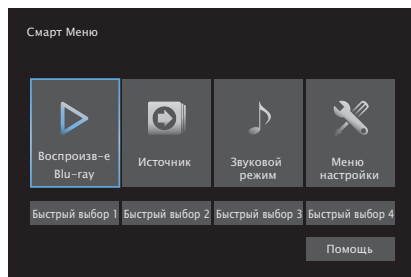 Смарт Меню
Воспроизв-е
Blu-ray
Источник
Звуковой
режим
Меню
настройки
Быстрый выбор 1
Быстрый выбор 2
Быстрый выбор 3
Быстрый выбор 4
Помощь